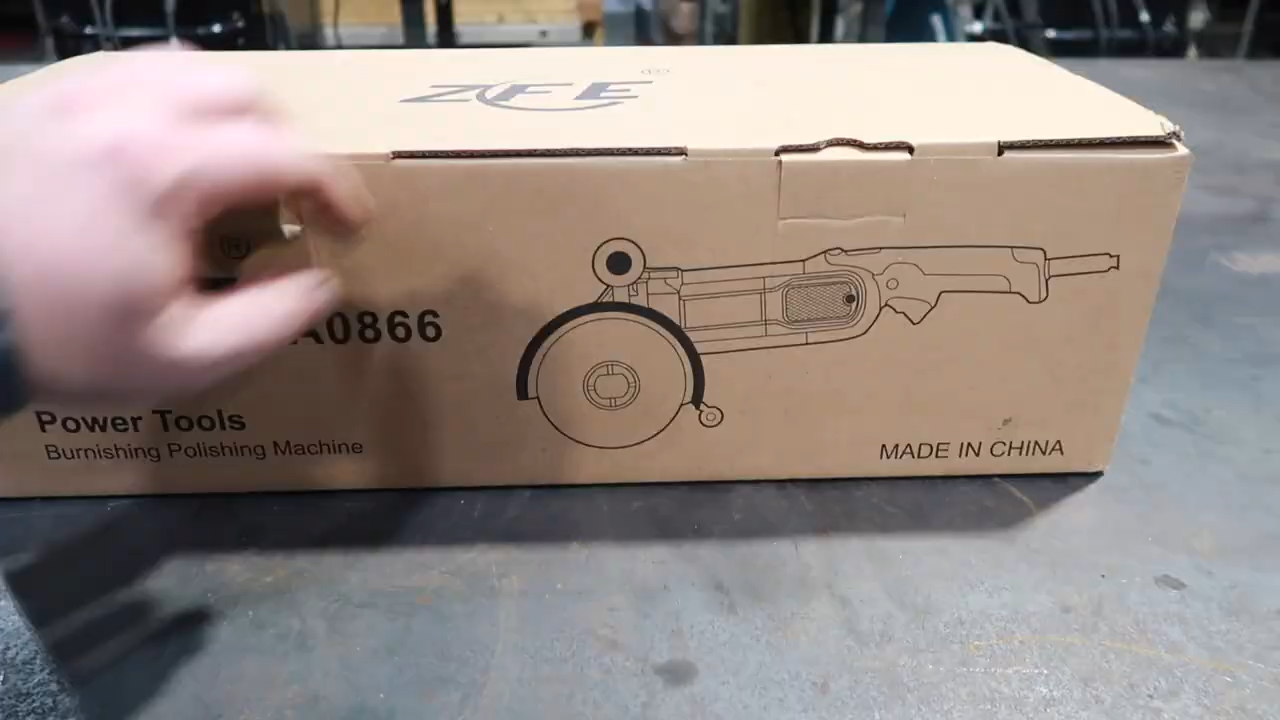 ZFE®
®
A0866
Power Tools
Burnishing Polishing Machine
MADE IN CHINA